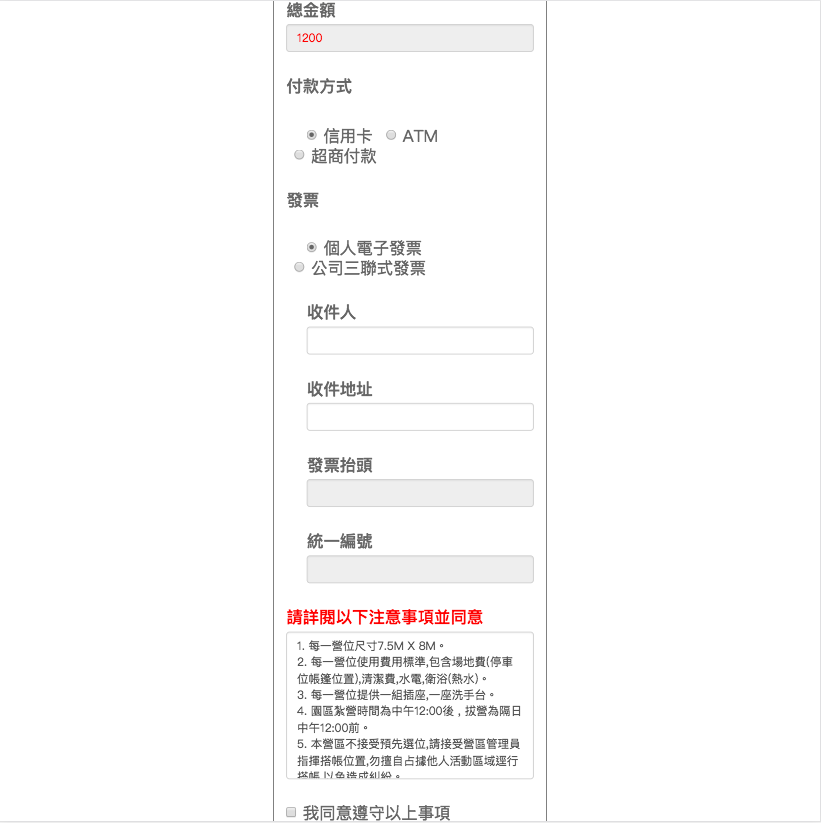 總金額
1200
付款方式
信用卡 ATM
超商付款
發票
個人電子發票
公司三聯式發票
收件人
收件地址
發票抬頭
統一編號
請詳閱以下注意事項並同意
1. 每一營位尺寸7.5M X 8M。
2. 每一營位使用費用標準,包含場地費(停車
位帳篷位置),清潔費,水電,衛浴(熱水)。
3. 每一營位提供一組插座,一座洗手台。
4. 園區紮營時間為中午12:00後，拔營為隔日
中午12:00前。
5. 本營區不接受預先選位,請接受營區管理員
指揮搭帳位置,勿擅自占據他人活動區域逕行
搭帳,以免造成糾紛。
我同意遵守以上事項